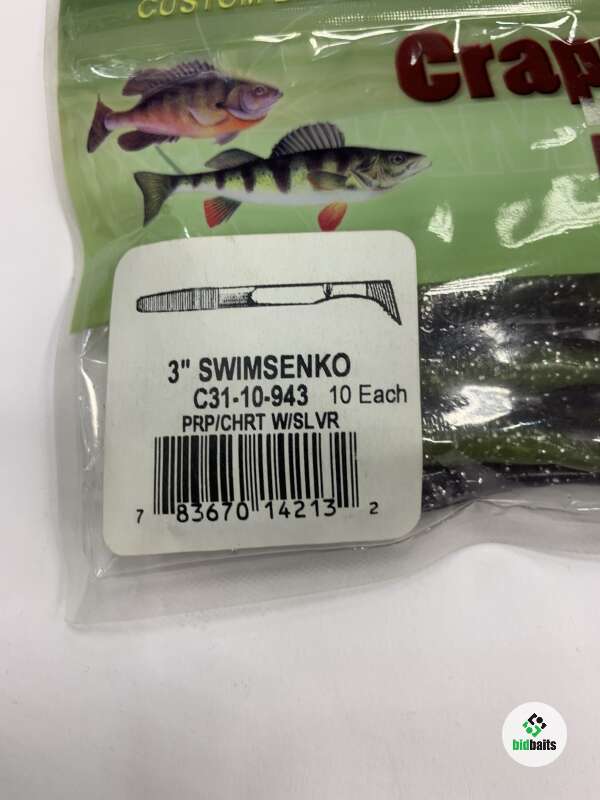 CUSTOM
Crap
3" SWIMSENKO
C31-10-943 10 Each
PRP/CHRT W/SLVR
7 83670 14213 2
bidbaits